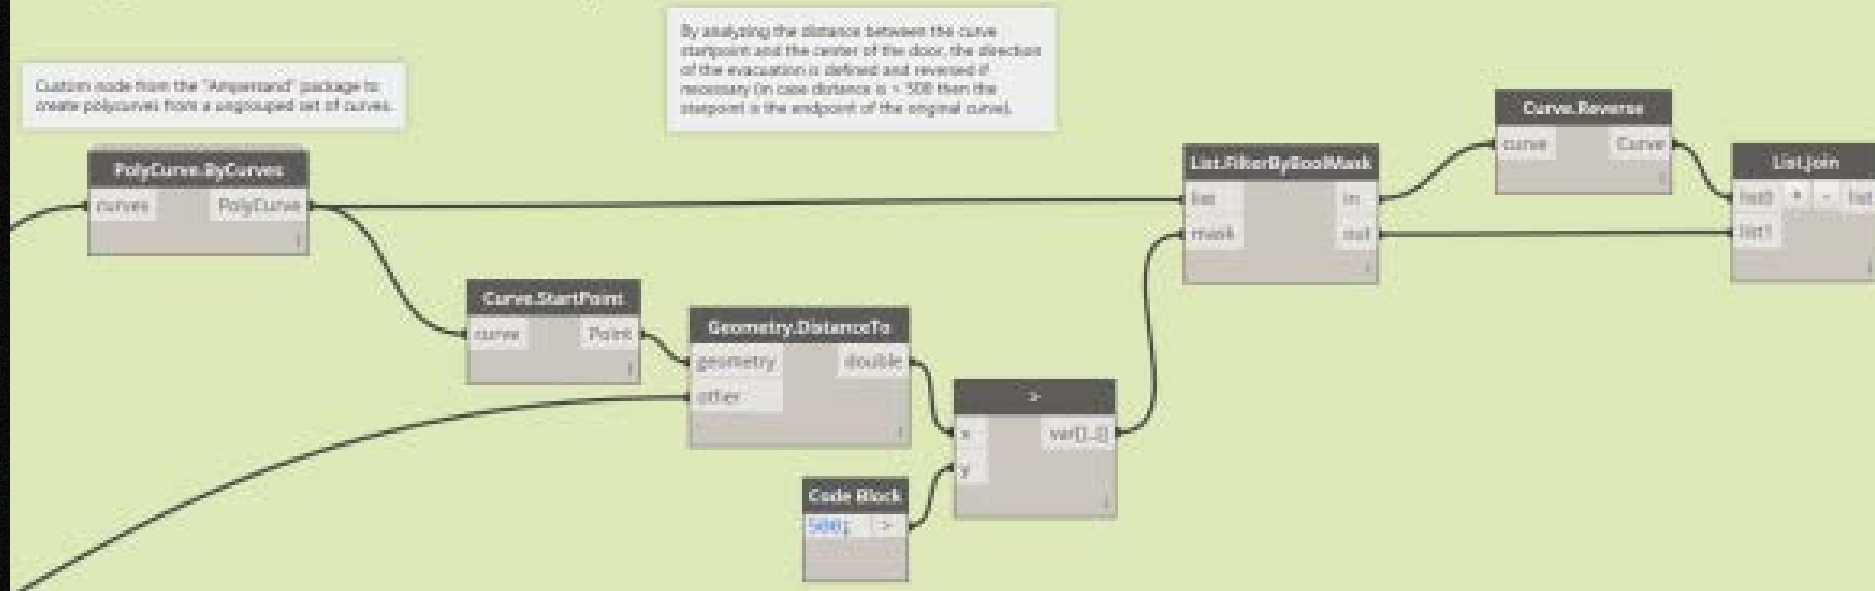 Custom node from the "Ampersand" package to
create polycurves from a ungrouped set of curves.
By analyzing the distance between the curve
startpoint and the center of the door, the direction
of the evacuation is defined and reversed if
necessary (in case distance is > 500 then the
startpoint is the endpoint of the original curve).
PolyCurve.ByCurves
curves PolyCurve
Curve.StartPoint
curve Point
Geometry.DistanceTo
geometry double
other
Code Block
500; >
>
x var[]..[]
y
List.FilterByBoolMask
list in
mask out
Curve.Reverse
curve Curve
List.Join
list0 + - list
list1